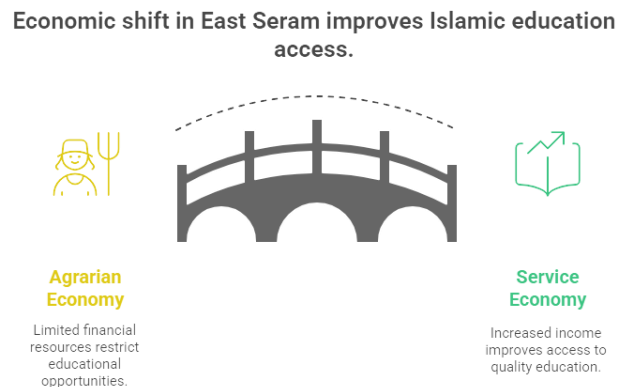 Economic shift in East Seram improves Islamic education
access.
Agrarian
Economy
Limited financial
resources restrict
educational
opportunities.
Service
Economy
Increased income
improves access to
quality education.